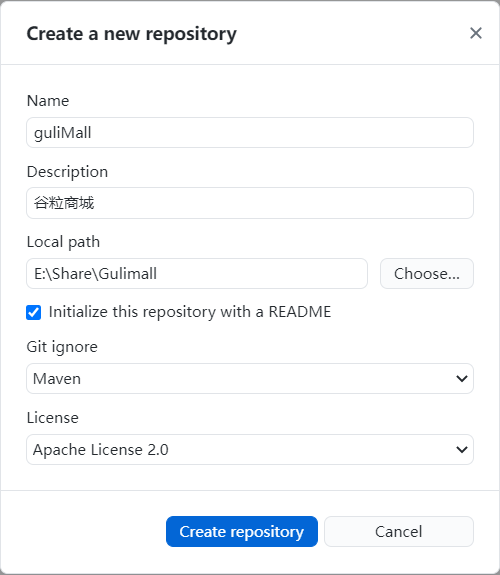 Create a new repository
Name
guliMall
Description
谷粒商城
Local path
E:\Share\Gulimall
Choose...
Initialize this repository with a README
Git ignore
Maven
License
Apache License 2.0
Create repository
Cancel